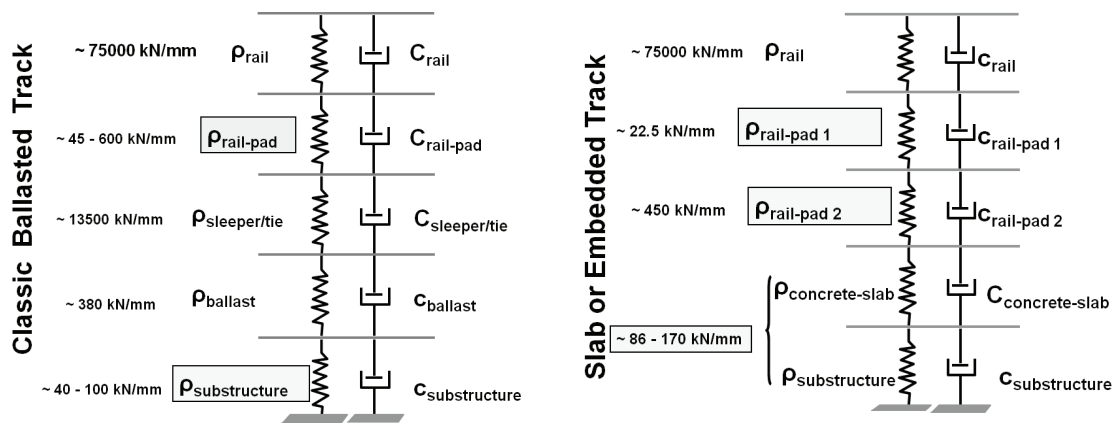 Classic Ballasted Track
~ 75000 kN/mm ρrail Crail
~ 45 - 600 kN/mm ρrail-pad Crail-pad
~ 13500 kN/mm ρsleeper/tie Csleeper/tie
~ 380 kN/mm ρballast cballast
~ 40 - 100 kN/mm ρsubstructure csubstructure
Slab or Embedded Track
~ 75000 kN/mm ρrail crail
~ 22.5 kN/mm ρrail-pad 1 crail-pad 1
~ 450 kN/mm ρrail-pad 2 crail-pad 2
ρconcrete-slab Cconcrete-slab
~ 86 - 170 kN/mm
ρsubstructure csubstructure